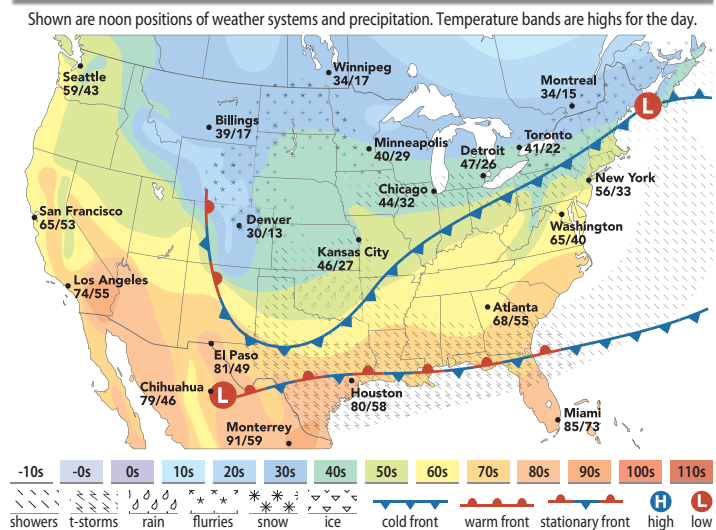 Shown are noon positions of weather systems and precipitation. Temperature bands are highs for the day.
Seattle
59/43
Winnipeg
34/17
Montreal
34/15
Billings
39/17
Minneapolis
40/29
Detroit
47/26
Toronto
41/22
L
Chicago
44/32
New York
56/33
San Francisco
65/53
Denver
30/13
Kansas City
46/27
Washington
65/40
Los Angeles
74/55
Atlanta
68/55
El Paso
81/49
Chihuahua
79/46
L
Houston
80/58
Monterrey
91/59
Miami
85/73
-10s -0s 0s 10s 20s 30s 40s 50s 60s 70s 80s 90s 100s 110s
H L
showers t-storms rain flurries snow ice cold front warm front stationary front high low